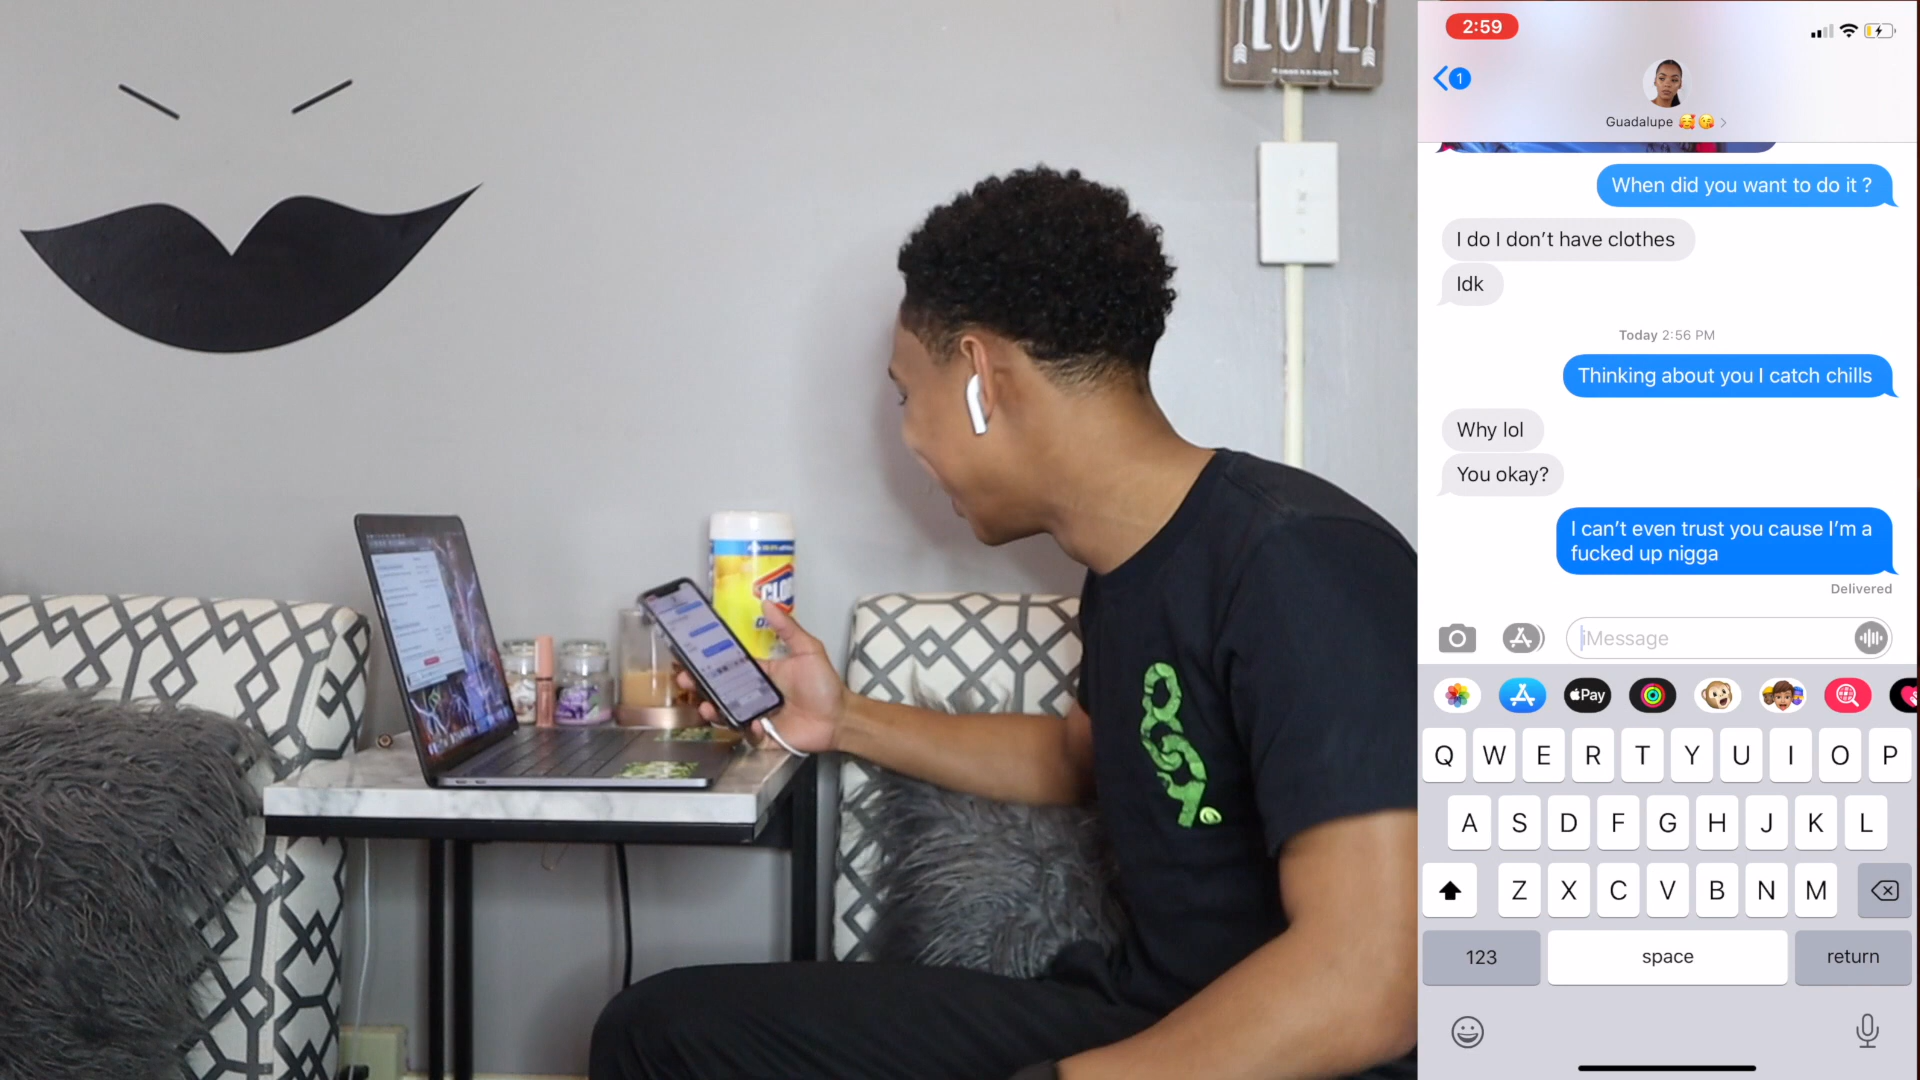 LOVE
CLO
2:59
1
Guadalupe 🥰😘
When did you want to do it ?
I do I don't have clothes
Idk
Today 2:56 PM
Thinking about you I catch chills
Why lol
You okay?
I can't even trust you cause I'm a
fucked up nigga
Delivered
iMessage
Pay
Q W E R T Y U I O P
A S D F G H J K L
Z X C V B N M
123 space return